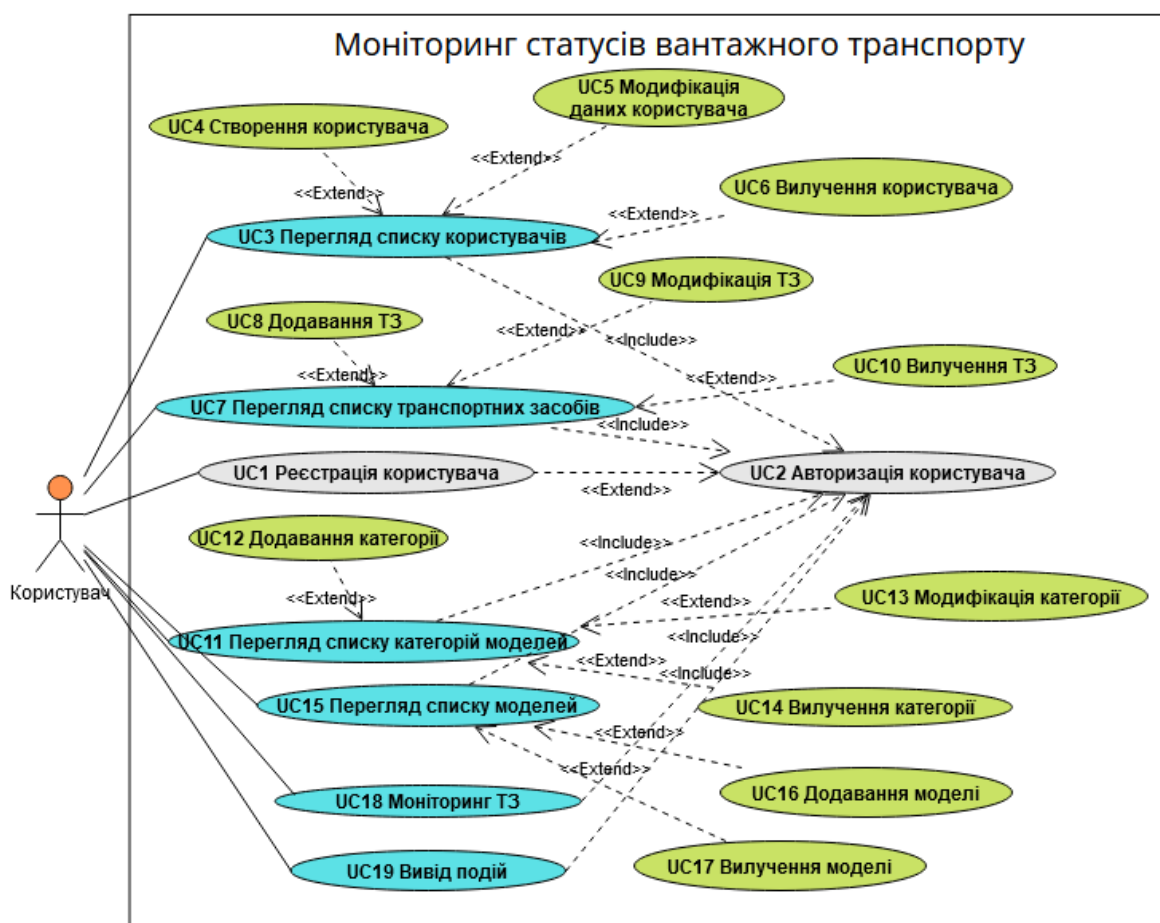 Моніторинг статусів вантажного транспорту
UC5 Модифікація
даних користувача
UC4 Створення користувача
<<Extend>>
UC6 Вилучення користувача
<<Extend>>
<<Extend>>
UC3 Перегляд списку користувачів
UC9 Модифікація ТЗ
UC8 Додавання ТЗ
<<Extend>>
<<Include>>
UC10 Вилучення ТЗ
<<Extend>>
<<Extend>>
UC7 Перегляд списку транспортних засобів
<<Include>>
UC1 Реєстрація користувача
UC2 Авторизація користувача
<<Extend>>
UC12 Додавання категорії
<<Include>>
<<Include>>
Користувач
<<Extend>>
<<Extend>>
UC13 Модифікація категорії
UC11 Перегляд списку категорій моделей
<<Include>>
<<Extend>>
<<Include>>
UC15 Перегляд списку моделей
UC14 Вилучення категорії
<<Extend>>
<<Extend>>
UC16 Додавання моделі
UC18 Моніторинг ТЗ
UC17 Вилучення моделі
UC19 Вивід подій